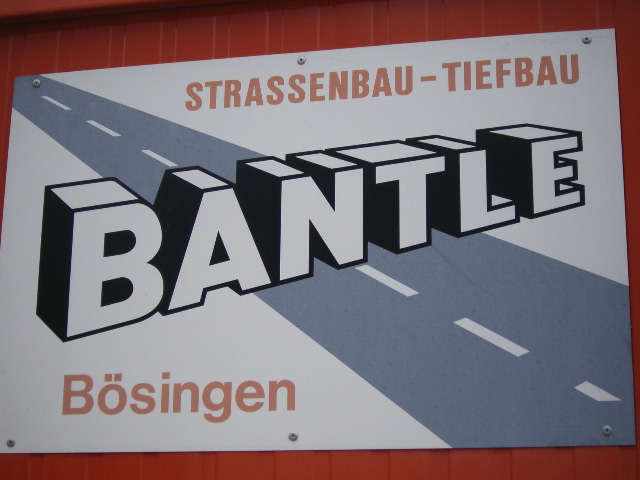 STRASSENBAU - TIEFBAU
BANTLE
Bösingen